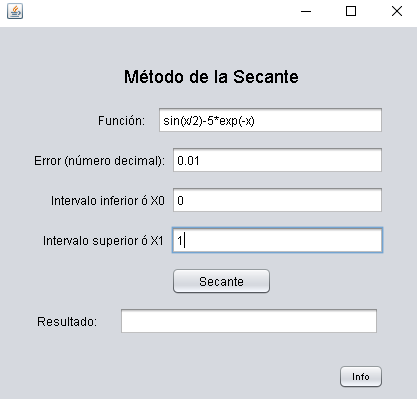 Método de la Secante
Función: sin(x/2)-5*exp(-x)
Error (número decimal): 0.01
Intervalo inferior ó X0 0
Intervalo superior ó X1 1
Secante
Resultado:
Info